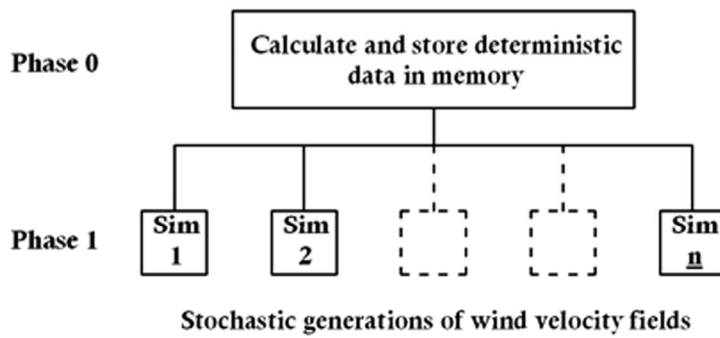 Phase 0
Calculate and store deterministic
data in memory
Phase 1
Sim
1
Sim
2
Sim
n
Stochastic generations of wind velocity fields